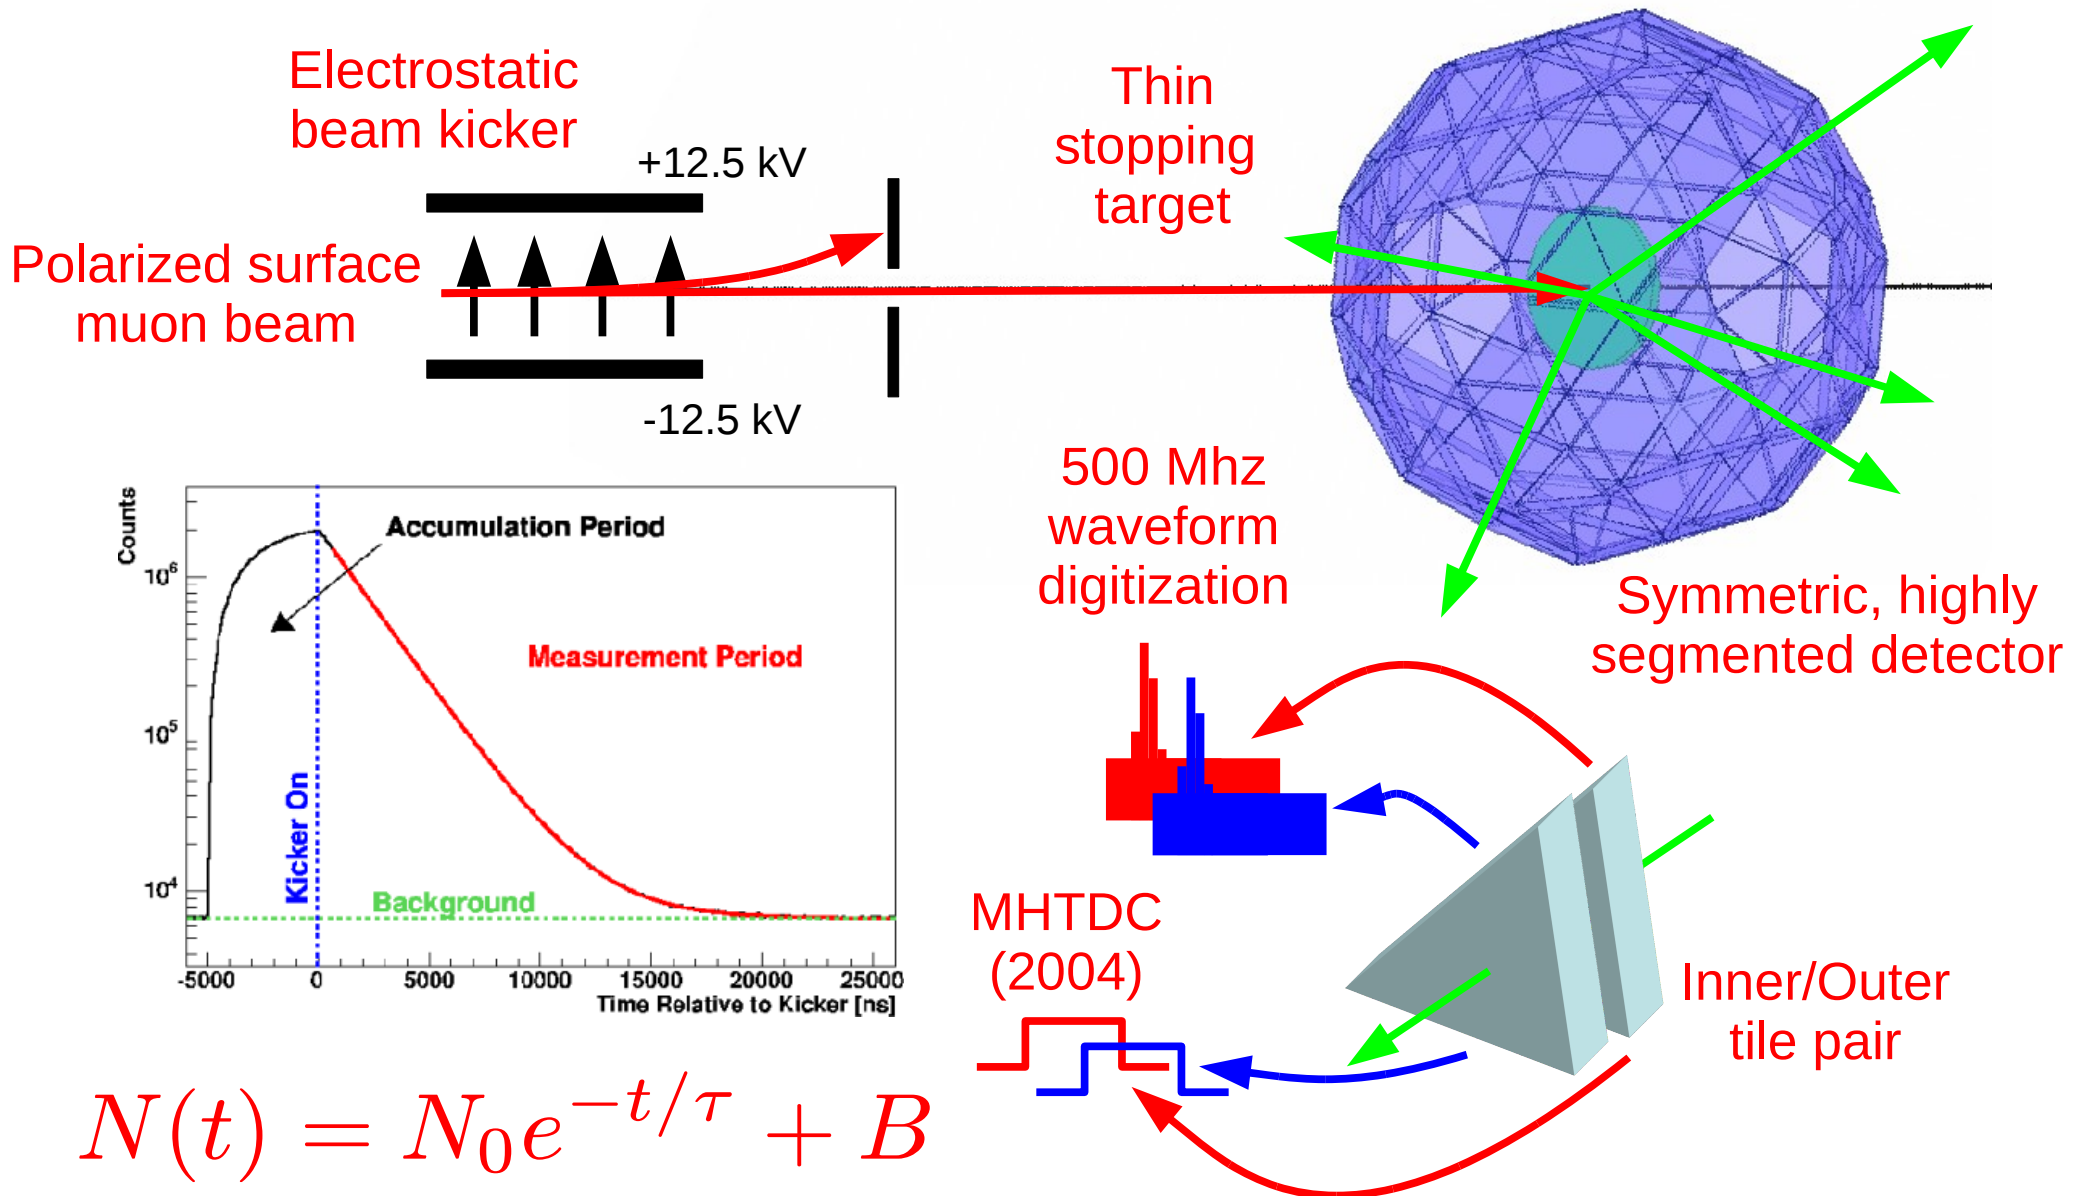 Electrostatic
beam kicker
+12.5 kV
Polarized surface
muon beam
-12.5 kV
Thin
stopping
target
500 Mhz
waveform
digitization
Symmetric, highly
segmented detector
Counts
Accumulation Period
Measurement Period
Kicker On
Background
10⁶
10⁵
10⁴
-5000 0 5000 10000 15000 20000 25000
Time Relative to Kicker [ns]
MHTDC
(2004)
Inner/Outer
tile pair
N(t) = N₀e^{-t/τ} + B